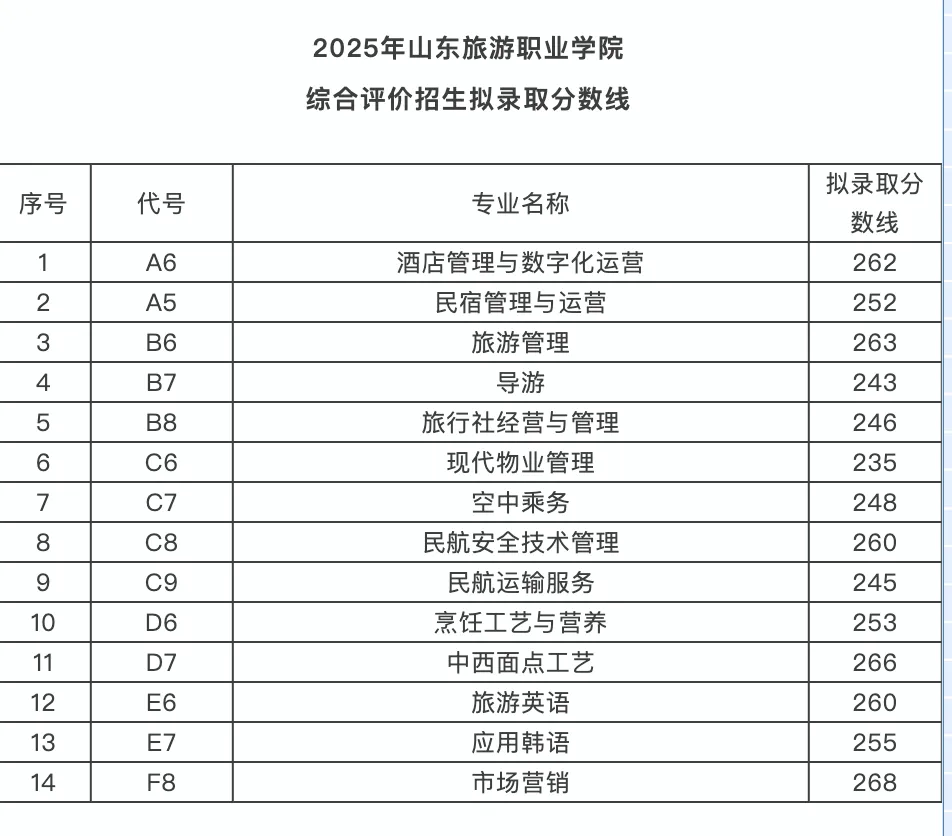 2025年山东旅游职业学院
综合评价招生拟录取分数线
序号 代号 专业名称 拟录取分
数线
1 A6 酒店管理与数字化运营 262
2 A5 民宿管理与运营 252
3 B6 旅游管理 263
4 B7 导游 243
5 B8 旅行社经营与管理 246
6 C6 现代物业管理 235
7 C7 空中乘务 248
8 C8 民航安全技术管理 260
9 C9 民航运输服务 245
10 D6 烹饪工艺与营养 253
11 D7 中西面点工艺 266
12 E6 旅游英语 260
13 E7 应用韩语 255
14 F8 市场营销 268